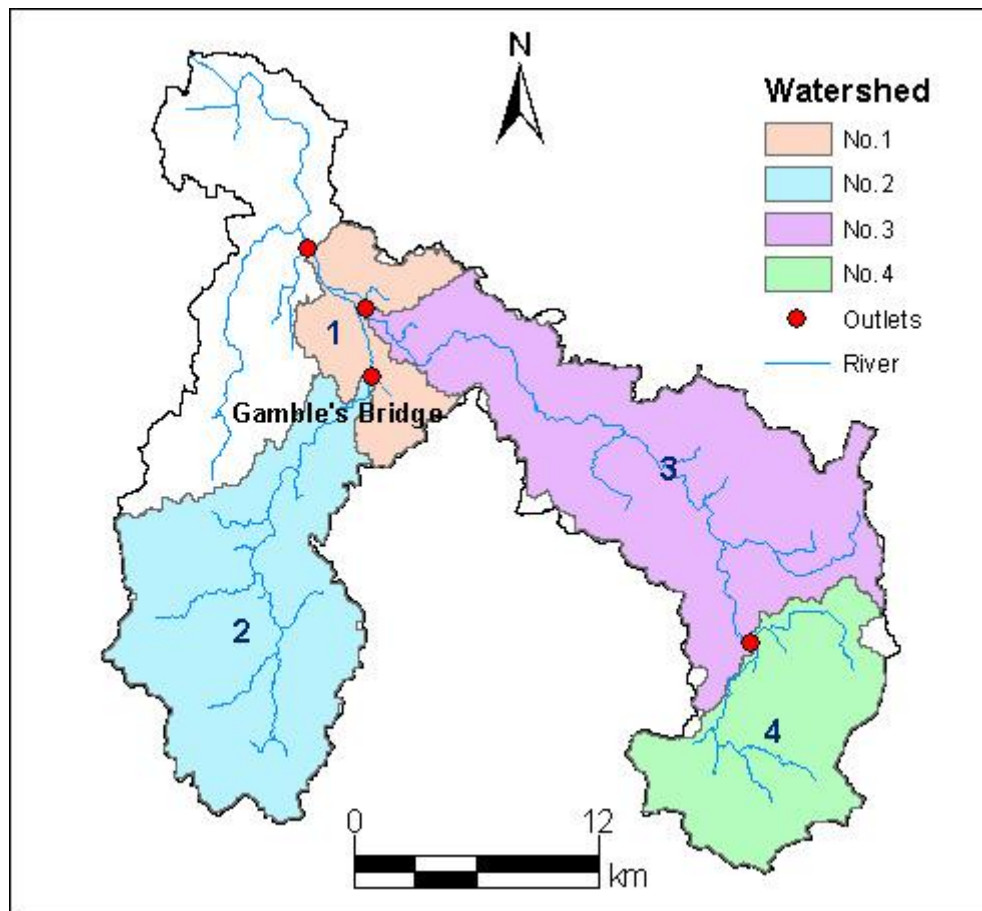 N
Watershed
No.1
No.2
No.3
No.4
Outlets
River
1
Gamble's Bridge
3
2
4
0 12
km